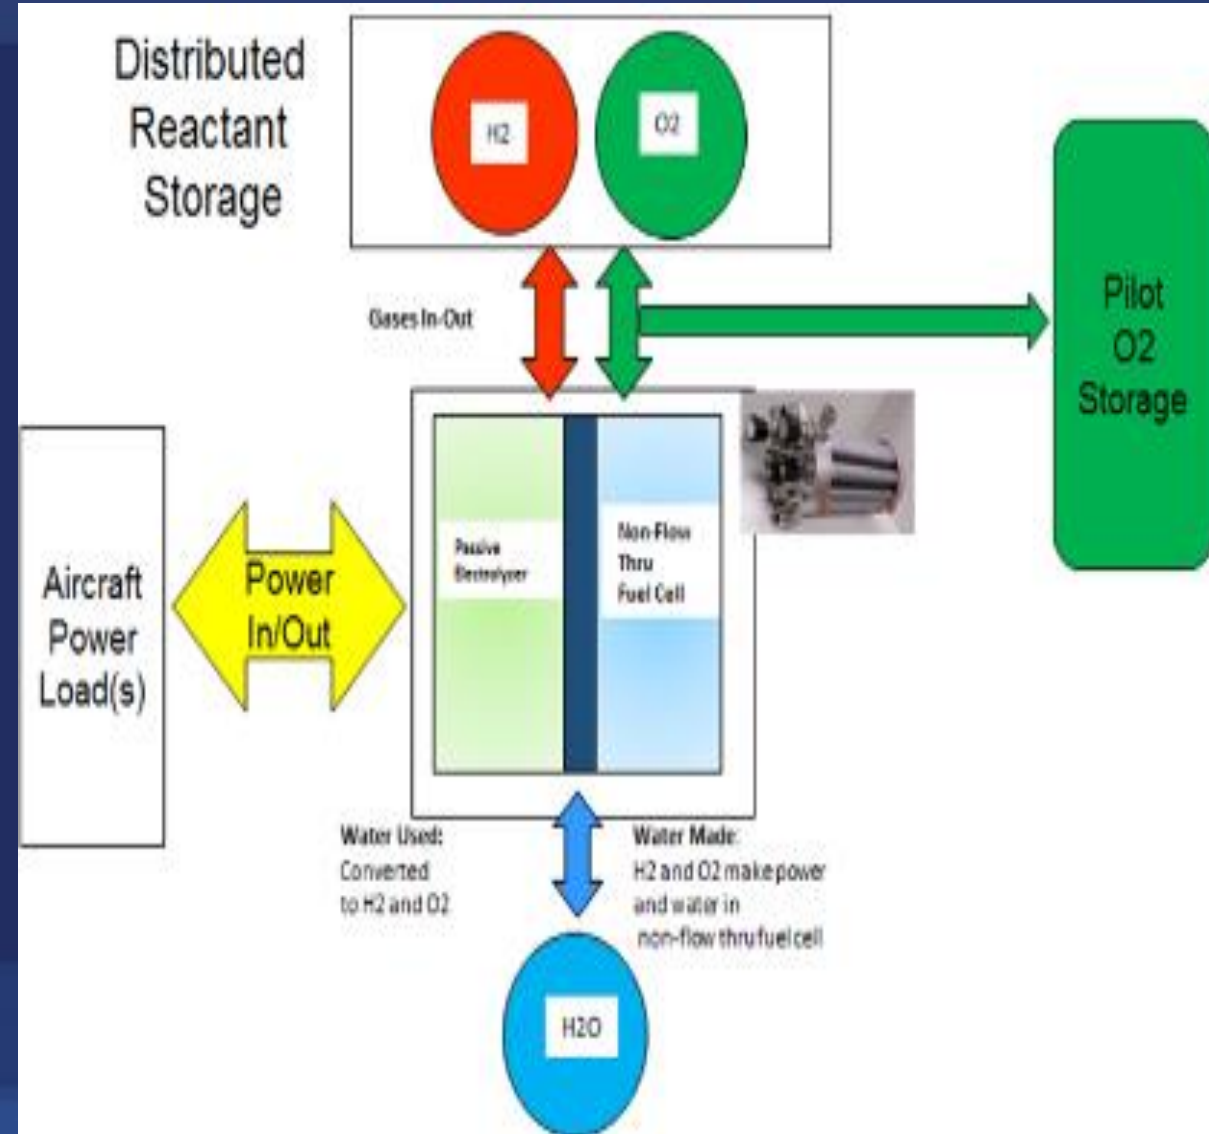 Distributed
Reactant
Storage
H2
O2
Gases In-Out
Pilot
O2
Storage
Aircraft
Power
Load(s)
Power
In/Out
Passive
Electrolyzer
Non-Flow
Thru
Fuel Cell
Water Used:
Converted
to H2 and O2
Water Made:
H2 and O2 make power
and water in
non-flow thru fuel cell
H2O